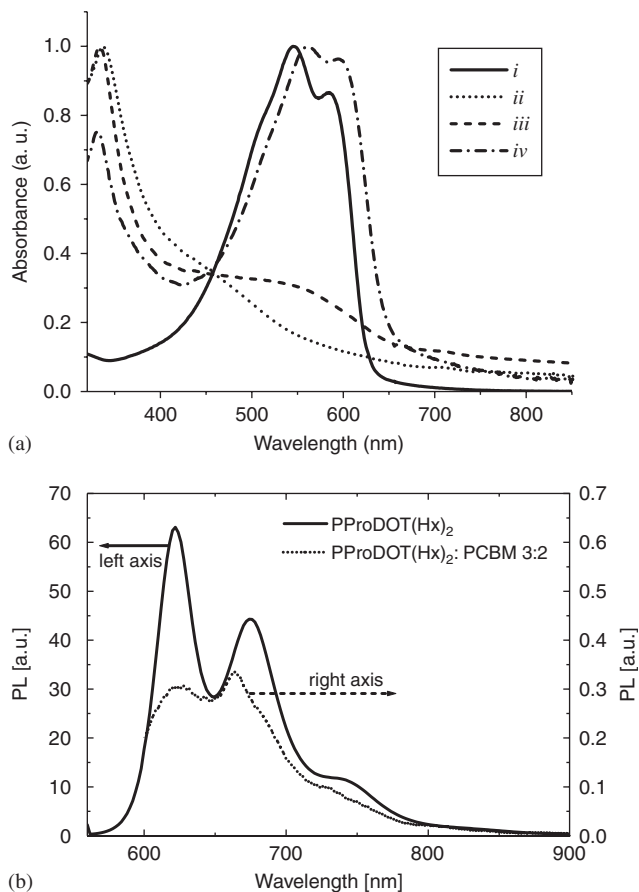 1.0
0.8
0.6
0.4
0.2
0.0
Absorbance (a. u.)
i
ii
iii
iv
400 500 600 700 800
Wavelength (nm)
(a)
70
60
50
40
30
20
10
0
PL [a.u.]
left axis
PProDOT(Hx)₂
PProDOT(Hx)₂: PCBM 3:2
right axis
0.7
0.6
0.5
0.4
0.3
0.2
0.1
0.0
PL [a.u.]
600 700 800 900
Wavelength [nm]
(b)